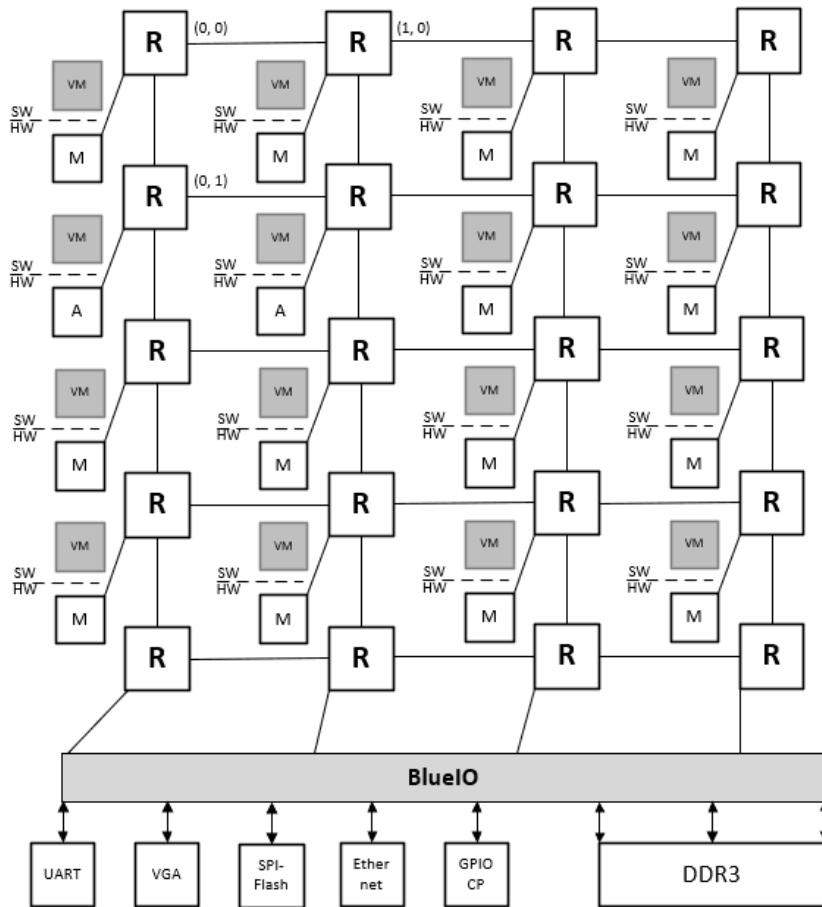 R (0, 0) R (1, 0) R R
VM VM VM VM
SW SW SW SW
HW HW HW HW
M M M M
R (0, 1) R R R
VM VM VM VM
SW SW SW SW
HW HW HW HW
A A M M
R R R R
VM VM VM VM
SW SW SW SW
HW HW HW HW
M M M M
R R R R
VM VM VM VM
SW SW SW SW
HW HW HW HW
M M M M
R R R R
BlueIO
UART VGA SPI- Ether GPIO DDR3
Flash net CP